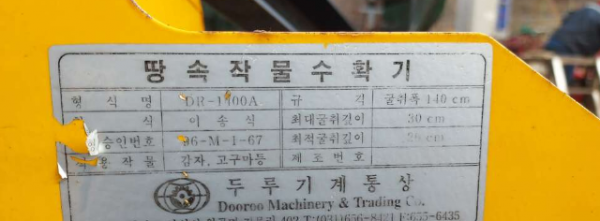 땅속작물수확기
형식명 DR-1400A 규격 굴취폭 140 cm
식 이송식 최대굴취깊이 30 cm
형 승인번호 96-M-1-67 최적굴취깊이 cm
용작물 감자, 고구마등 제조번호
두루기계통상
Dooroo Machinery & Trading Co.